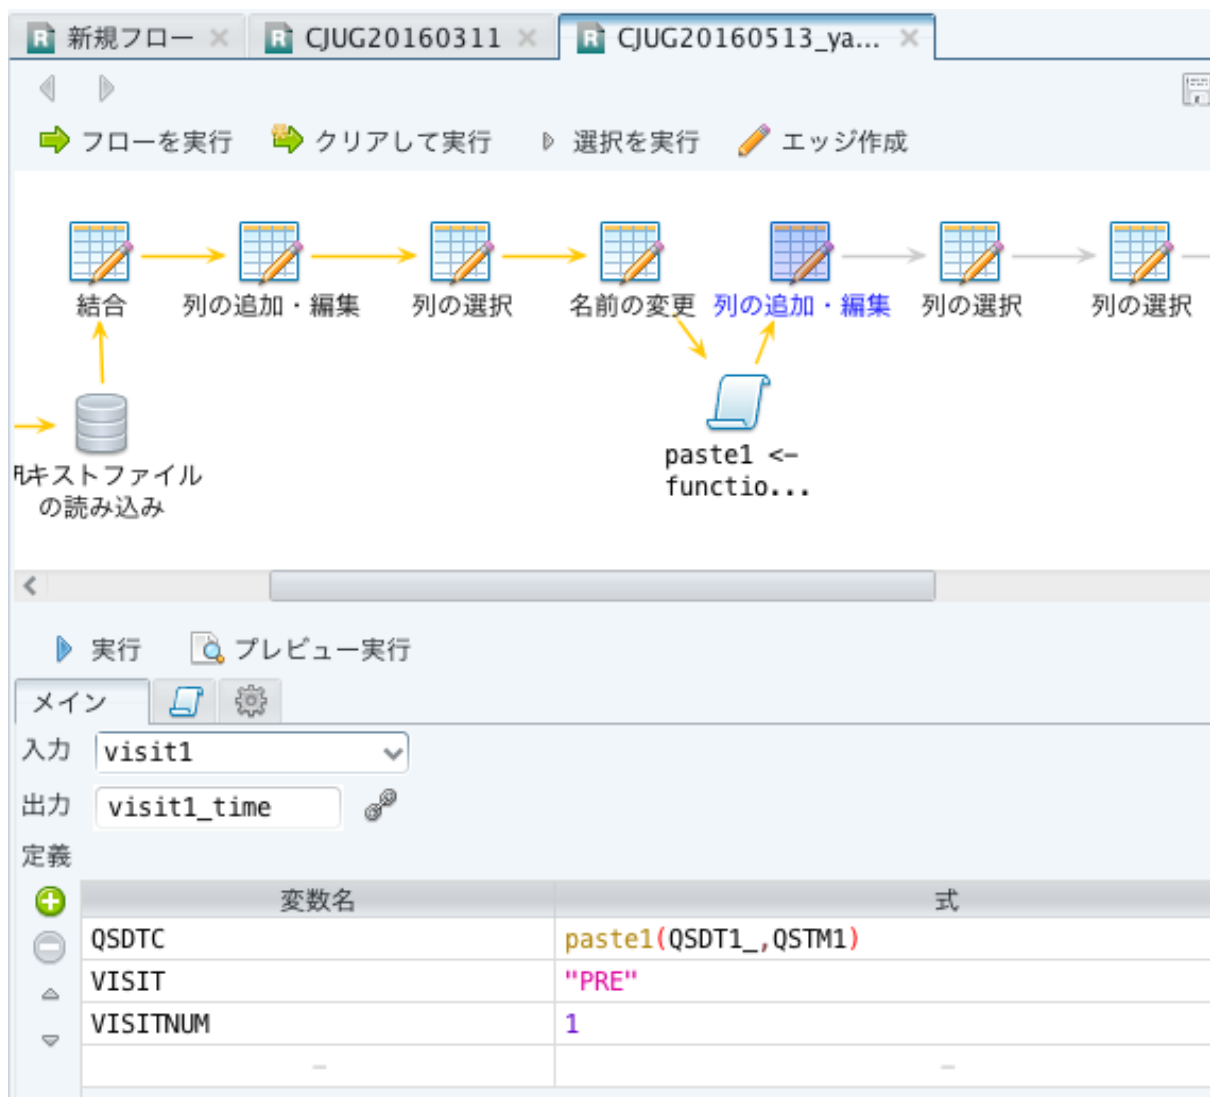 R 新規フロー R CJUG20160311 R CJUG20160513_ya...
フローを実行 クリアして実行 選択を実行 エッジ作成
結合 列の追加・編集 列の選択 名前の変更 列の追加・編集 列の選択 列の選択
paste1 <-
functio...
キストファイル
の読み込み
実行 プレビュー実行
メイン
入力 visit1
出力 visit1_time
定義
変数名 式
QSDTC paste1(QSDT1_,QSTM1)
VISIT "PRE"
VISITNUM 1
– –